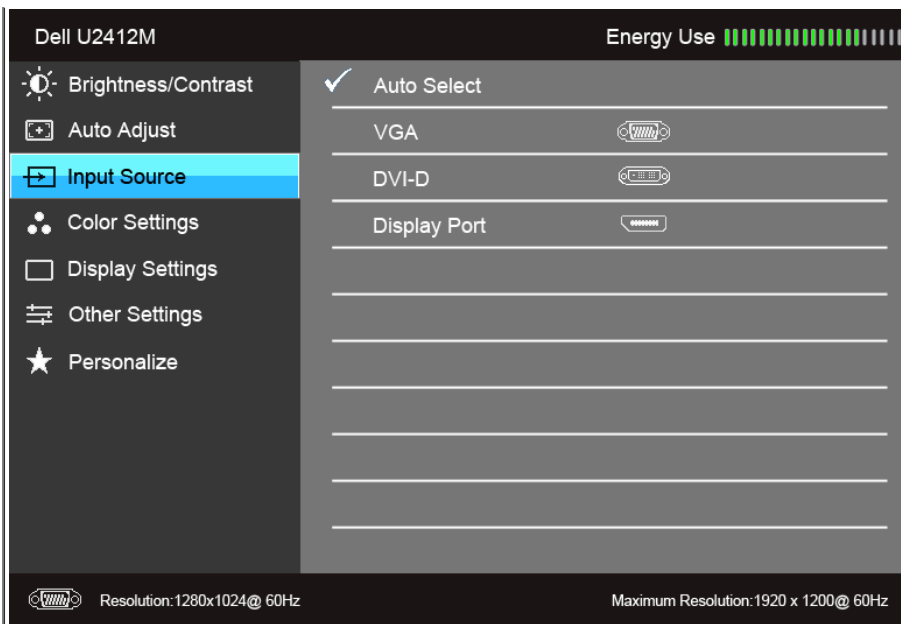 Dell U2412M Energy Use
Brightness/Contrast Auto Select
Auto Adjust VGA
Input Source DVI-D
Color Settings Display Port
Display Settings
Other Settings
Personalize
Resolution:1280x1024@ 60Hz Maximum Resolution:1920 x 1200@ 60Hz